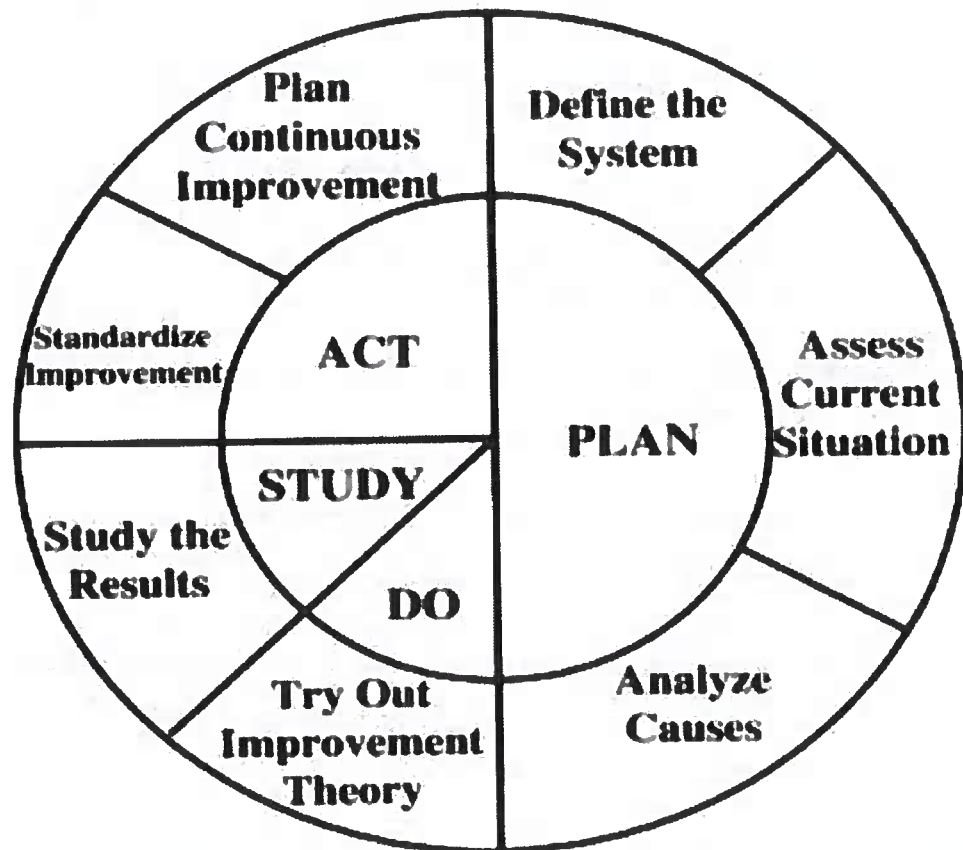 Plan
Continuous
Improvement
Define the
System
Standardize
Improvement
ACT
Assess
Current
Situation
PLAN
STUDY
Study the
Results
DO
Try Out
Improvement
Theory
Analyze
Causes